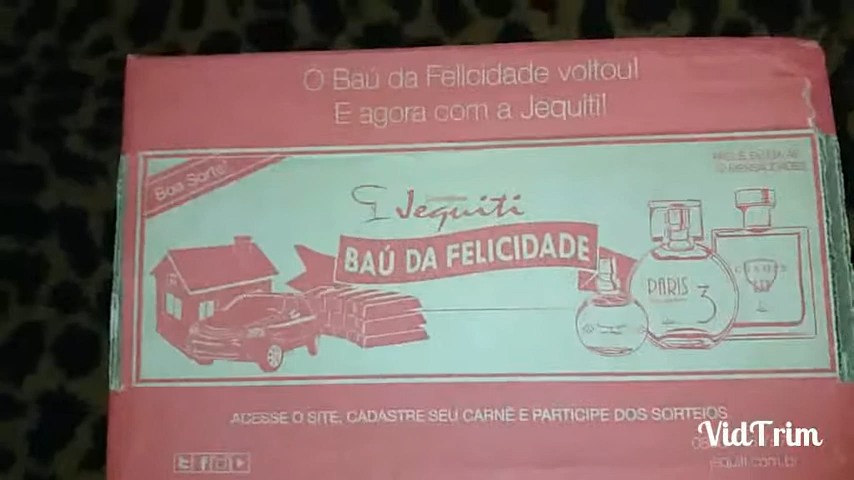 O Baú da Felicidade voltou!
E agora com a Jequiti!
Boa Sorte!
Jequiti
BAÚ DA FELICIDADE
PARIS
3
ACESSE O SITE, CADASTRE SEU CARNÊ E PARTICIPE DOS SORTEIOS
VidTrim
jequiti.com.br